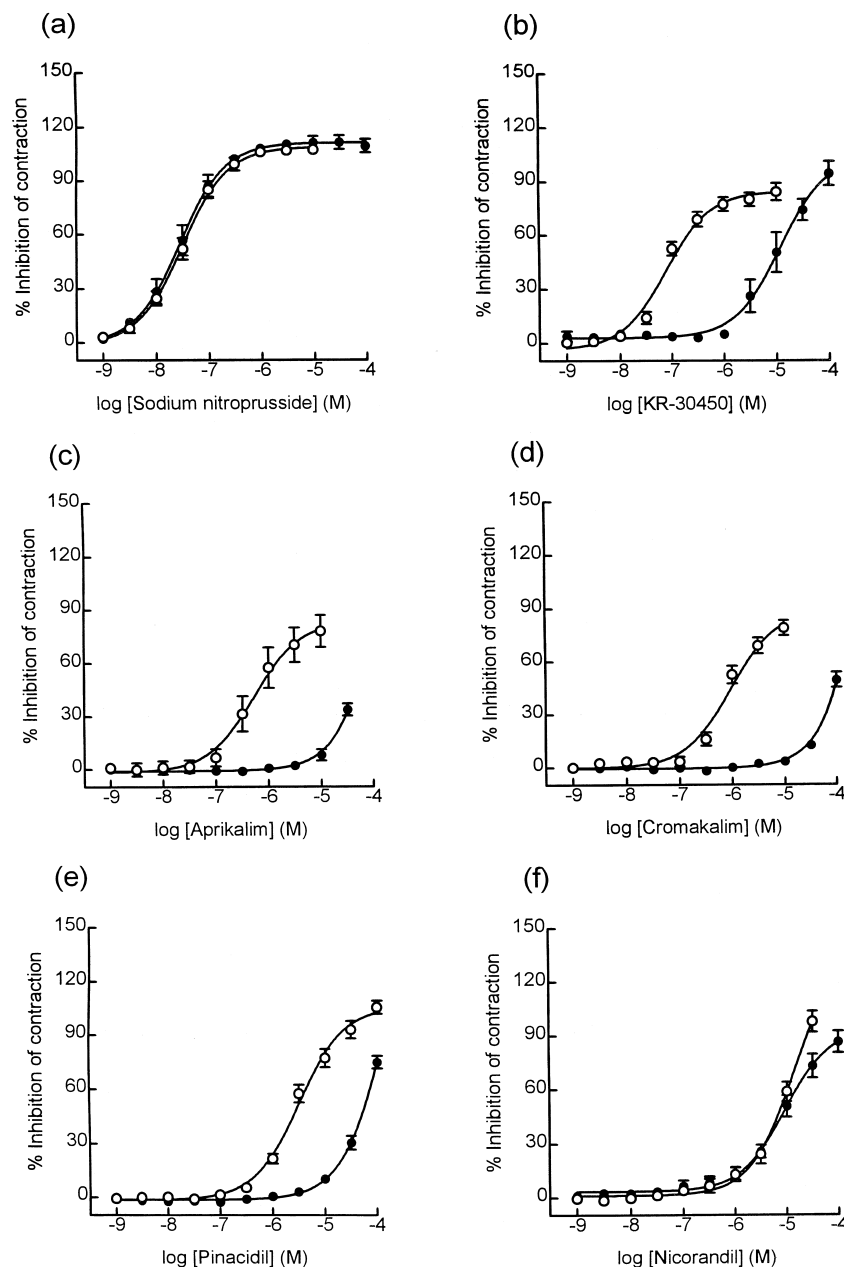 (a)
% Inhibition of contraction
150
120
90
60
30
0
-9 -8 -7 -6 -5 -4
log [Sodium nitroprusside] (M)
(b)
% Inhibition of contraction
150
120
90
60
30
0
-9 -8 -7 -6 -5 -4
log [KR-30450] (M)
(c)
% Inhibition of contraction
150
120
90
60
30
0
-9 -8 -7 -6 -5 -4
log [Aprikalim] (M)
(d)
% Inhibition of contraction
150
120
90
60
30
0
-9 -8 -7 -6 -5 -4
log [Cromakalim] (M)
(e)
% Inhibition of contraction
150
120
90
60
30
0
-9 -8 -7 -6 -5 -4
log [Pinacidil] (M)
(f)
% Inhibition of contraction
150
120
90
60
30
0
-9 -8 -7 -6 -5 -4
log [Nicorandil] (M)